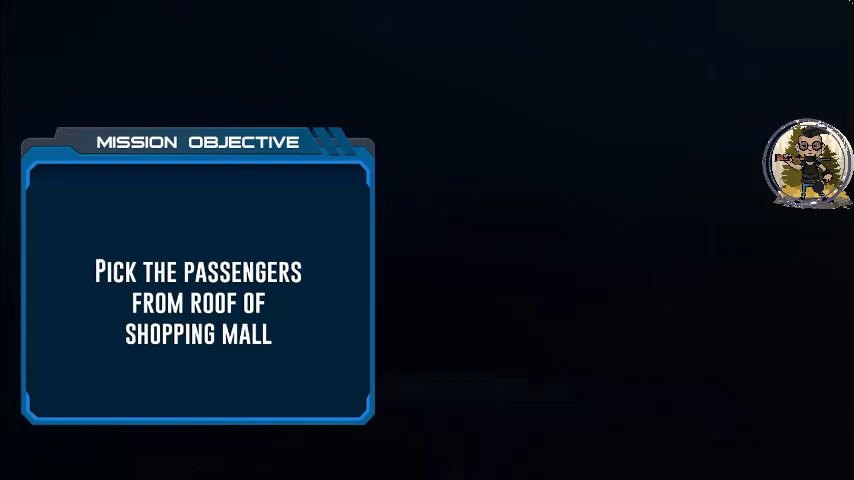 MISSION OBJECTIVE
PICK THE PASSENGERS
FROM ROOF OF
SHOPPING MALL